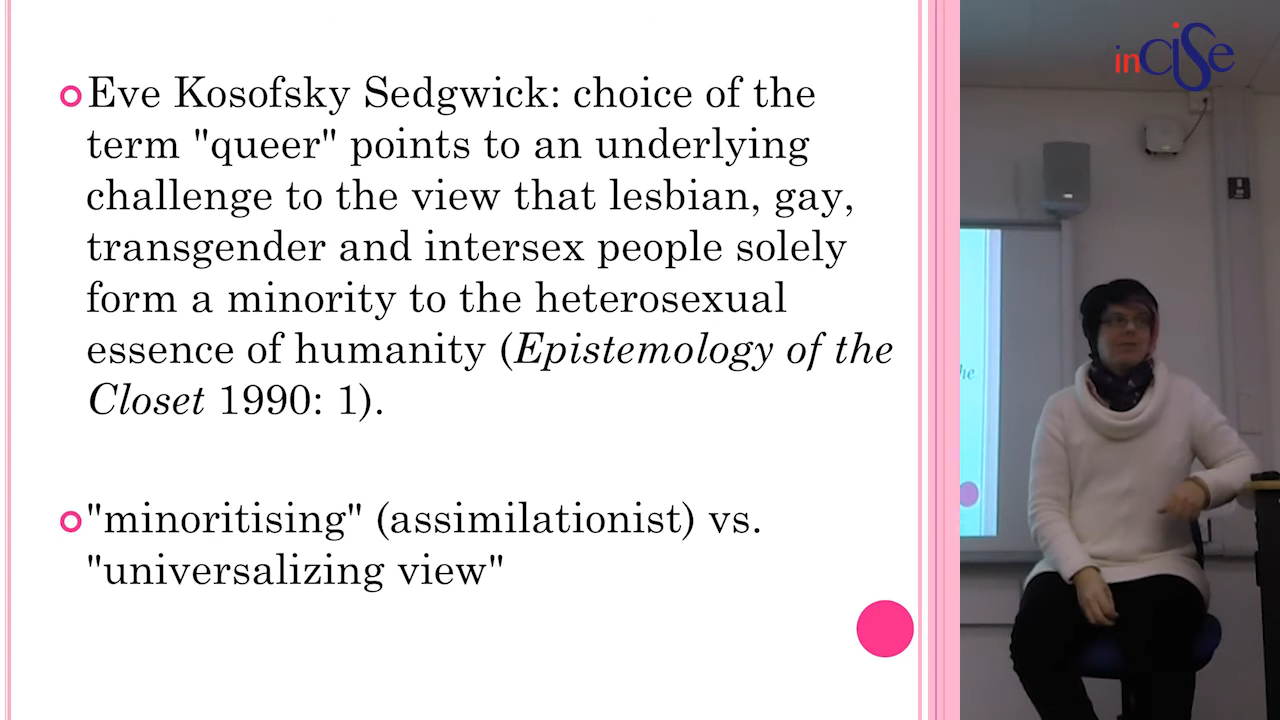 Eve Kosofsky Sedgwick: choice of the
term "queer" points to an underlying
challenge to the view that lesbian, gay,
transgender and intersex people solely
form a minority to the heterosexual
essence of humanity (Epistemology of the
Closet 1990: 1).
"minoritising" (assimilationist) vs.
"universalizing view"
inCISe
he